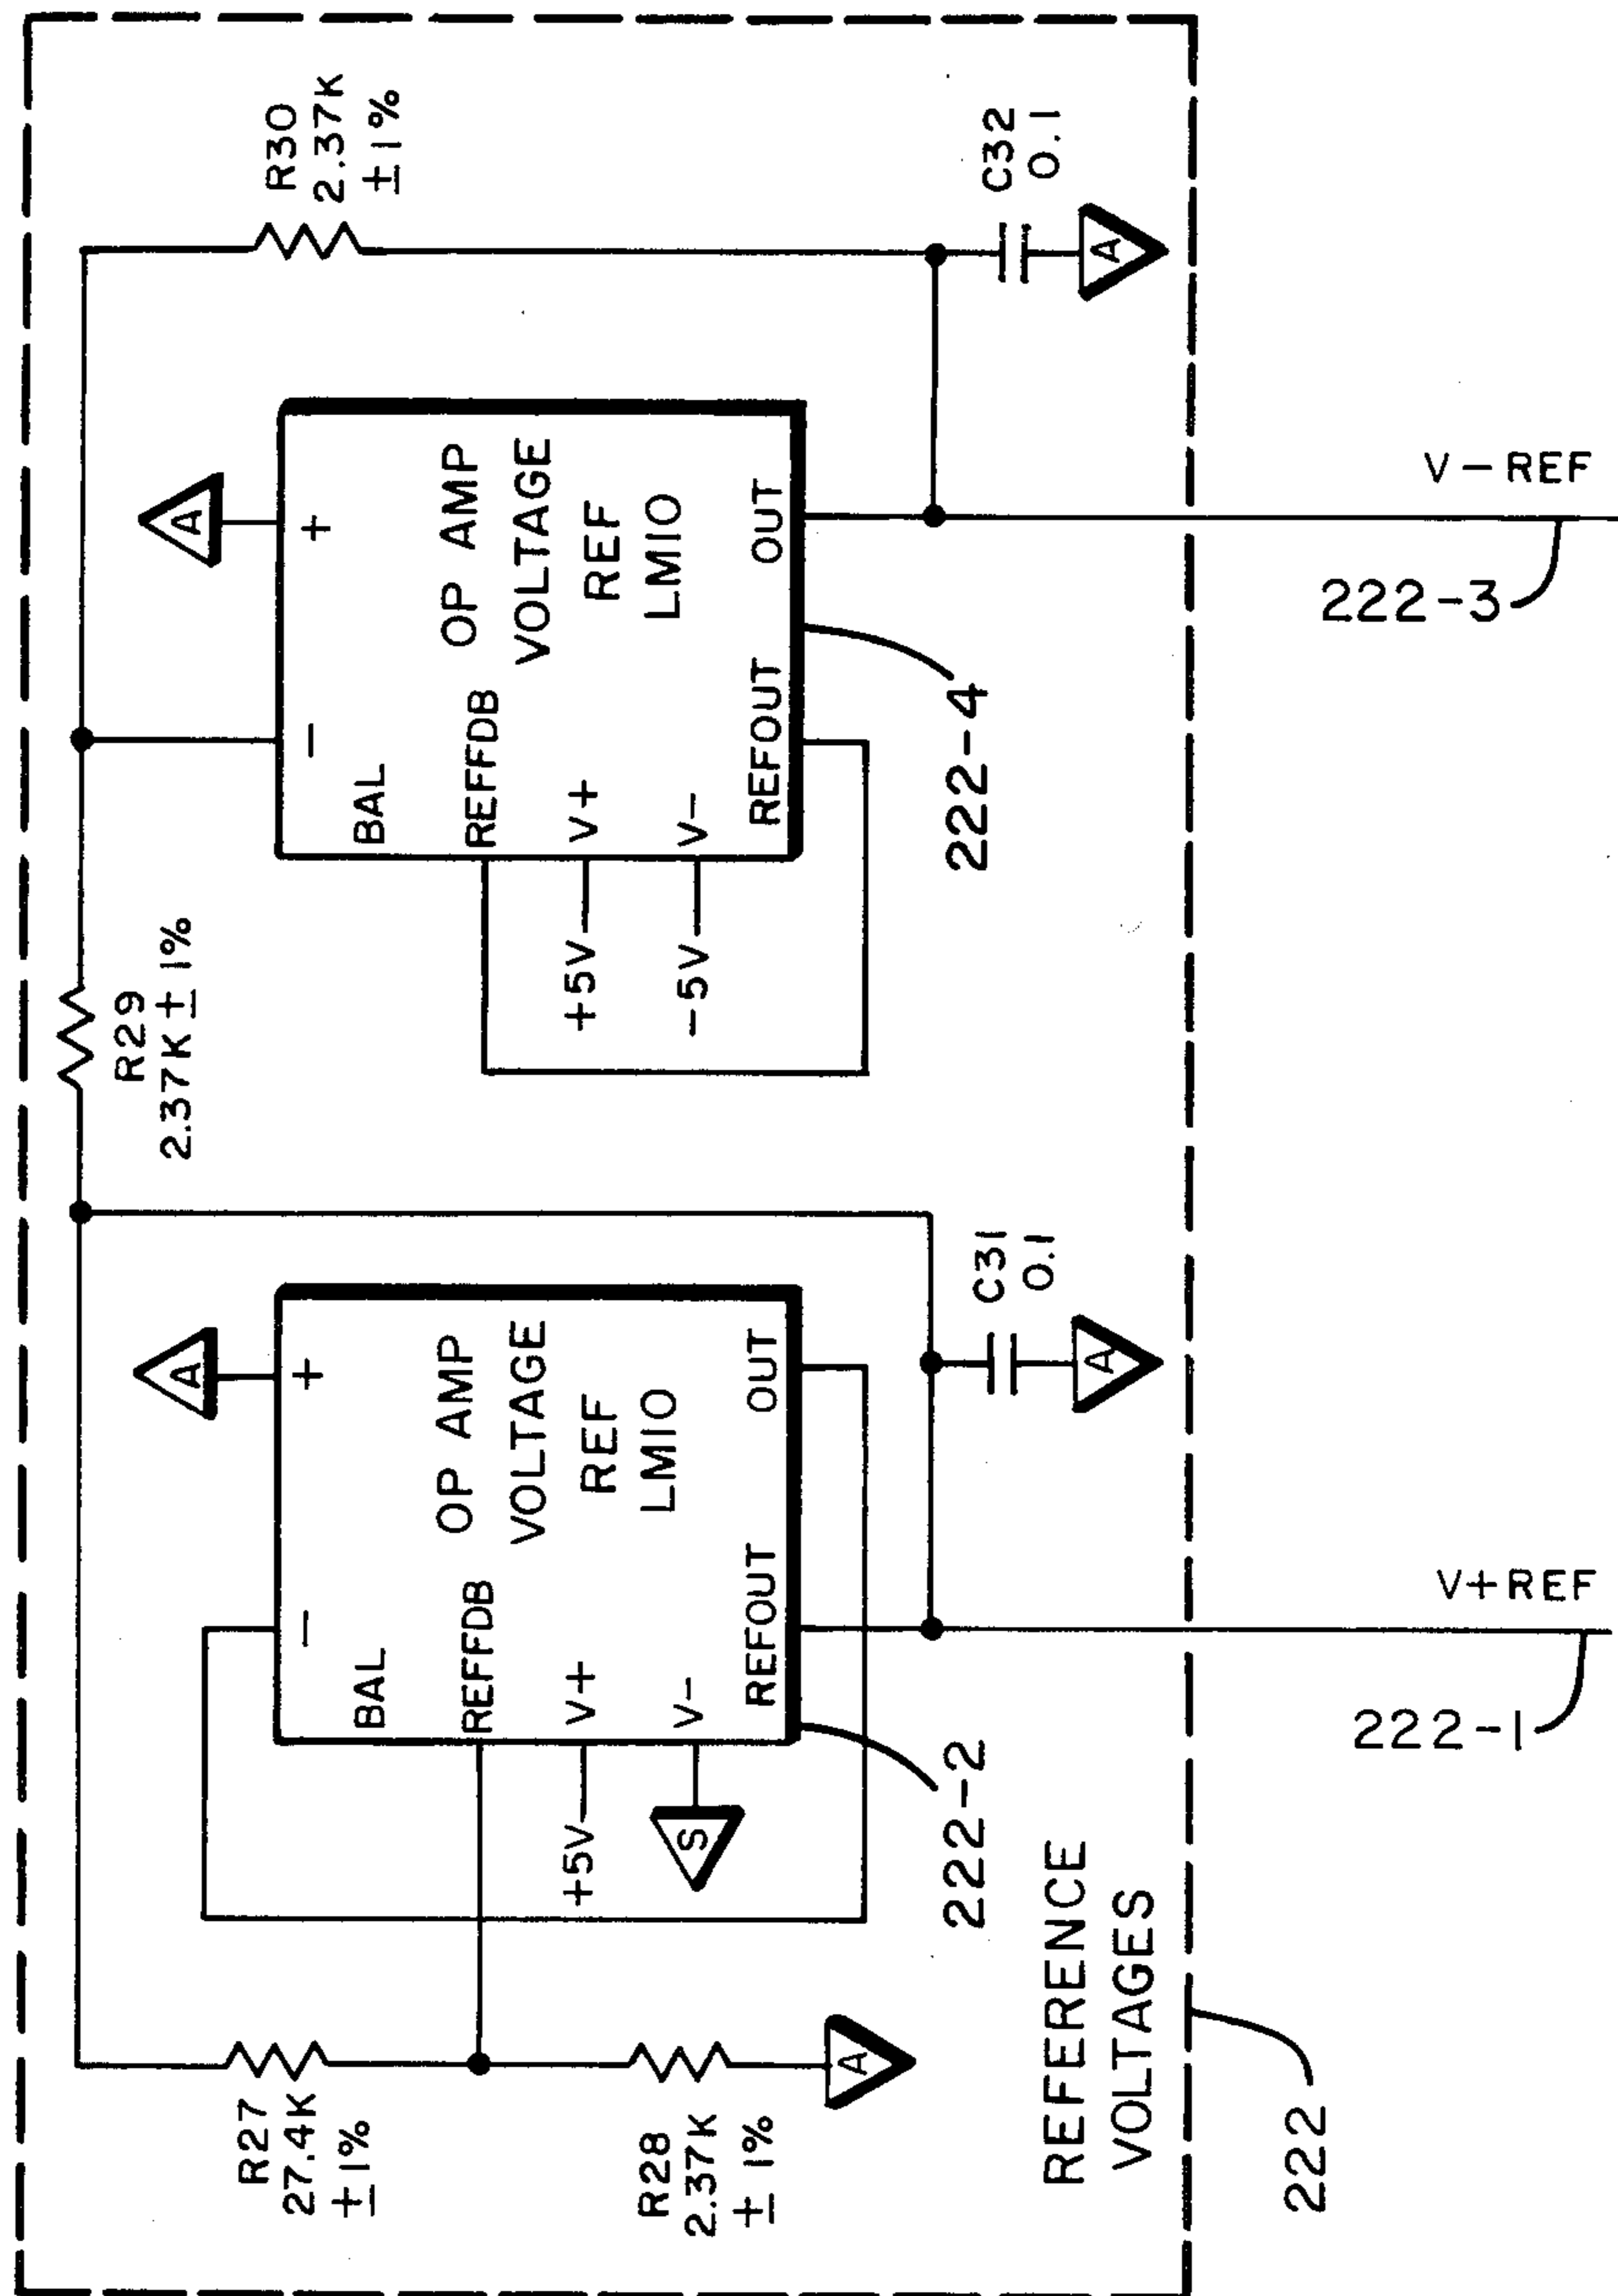 R27
27.4K
±1%
R28
2.37K
±1%
A
REFERENCE
VOLTAGES
222
A
-
+
BAL
REFFDB
V+
V-
REFOUT
OUT
OP AMP
VOLTAGE
REF
LM10
+5V
S
222-2
C31
0.1
A
V+REF
222-1
R29
2.37K±1%
A
-
+
BAL
REFFDB
V+
V-
REFOUT
OUT
OP AMP
VOLTAGE
REF
LM10
+5V
-5V
222-4
R30
2.37K
±1%
C32
0.1
A
V-REF
222-3